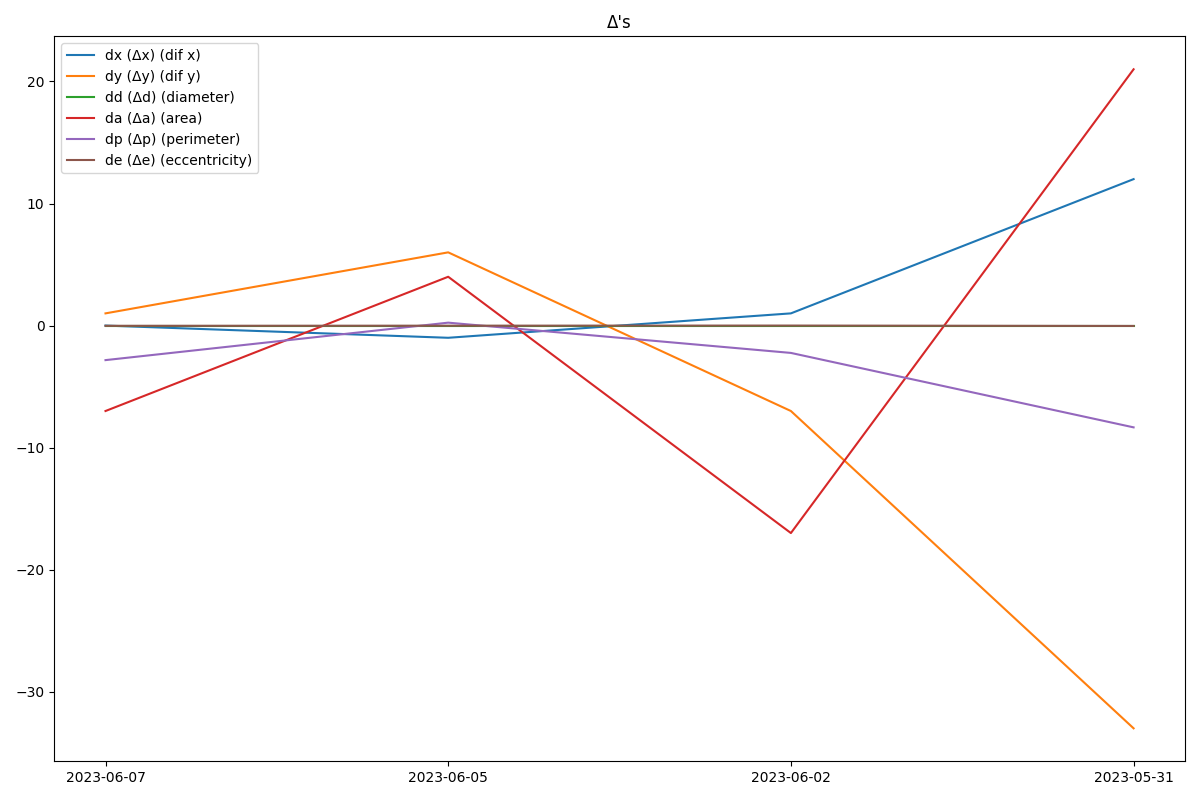 Δ's
dx (Δx) (dif x)
dy (Δy) (dif y)
dd (Δd) (diameter)
da (Δa) (area)
dp (Δp) (perimeter)
de (Δe) (eccentricity)
20
10
0
−10
−20
−30
2023-06-07 2023-06-05 2023-06-02 2023-05-31